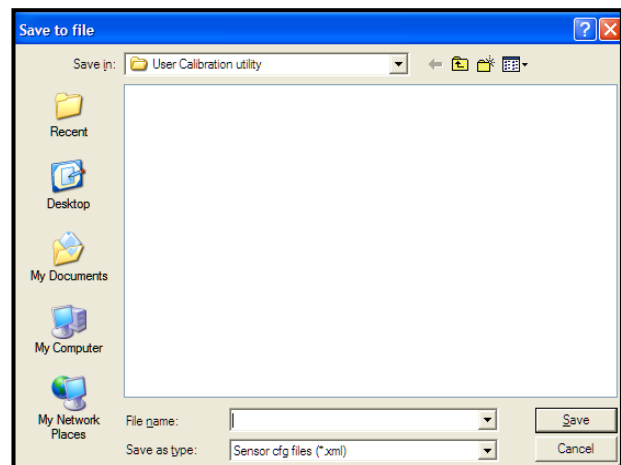 Save to file
Save in: User Calibration utility
Recent
Desktop
My Documents
My Computer
My Network
Places
File name:
Save
Save as type: Sensor cfg files (*.xml)
Cancel